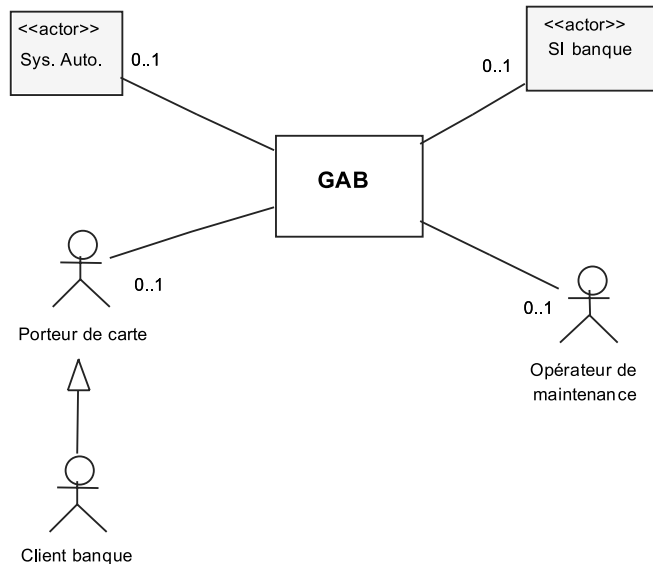 <<actor>>
Sys. Auto.
0..1
<<actor>>
SI banque
0..1
GAB
0..1
Porteur de carte
0..1
Opérateur de
maintenance
Client banque